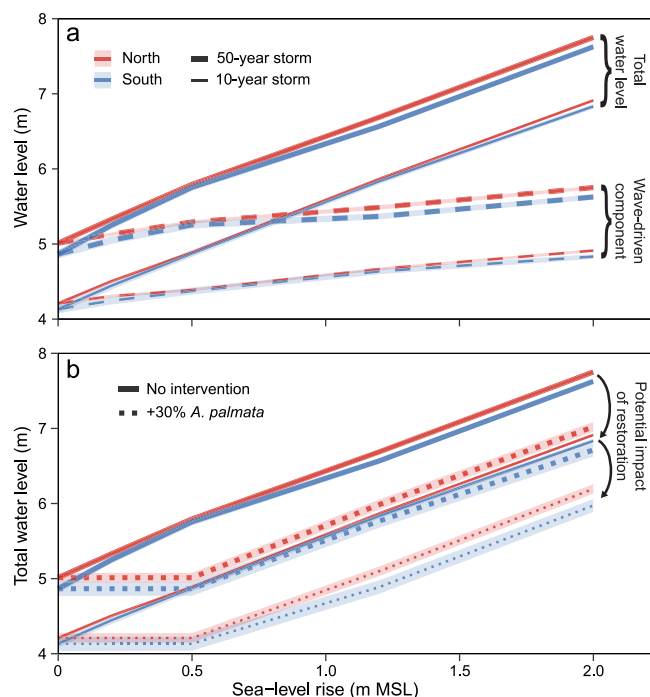 a
North
South
50-year storm
10-year storm
Total
water level
Wave-driven
component
Water level (m)
8
7
6
5
4
b
No intervention
+30% A. palmata
Potential impact
of restoration
Total water level (m)
8
7
6
5
4
0
0.5
1.0
1.5
2.0
Sea-level rise (m MSL)